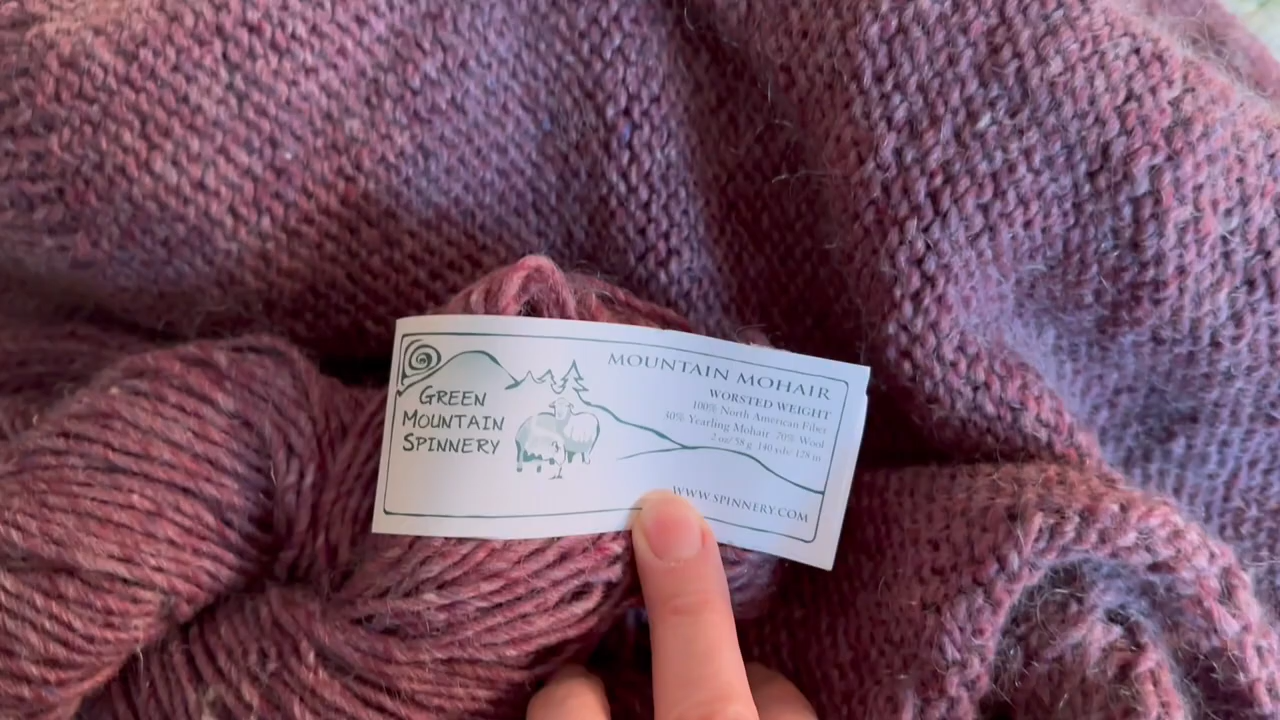 GREEN
MOUNTAIN
SPINNERY
MOUNTAIN MOHAIR
WORSTED WEIGHT
100% North American Fiber
30% Yearling Mohair 70% Wool
2 oz/ 58 g 140 yds/ 128 m
WWW.SPINNERY.COM